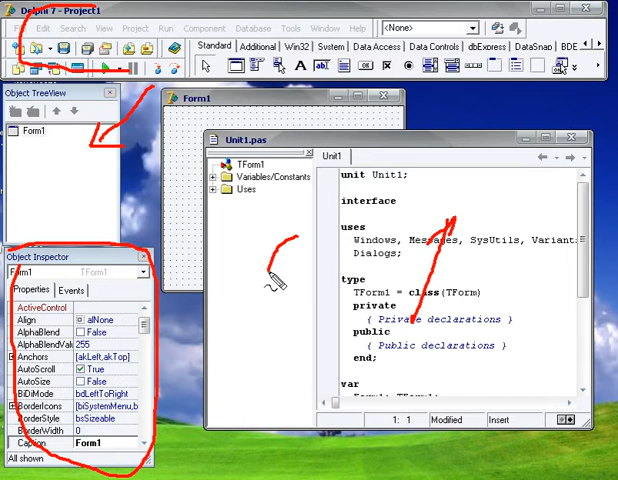 Delphi 7 - Project1
File Edit Search View Project Run Component Database Tools Window Help <None>
Standard Additional Win32 System Data Access Data Controls dbExpress DataSnap BDE
Object TreeView
Form1
Form1
Unit1.pas
TForm1
Variables/Constants
Uses
Unit1
unit Unit1;
interface
uses
Windows, Messages, SysUtils, Variant
Dialogs;
type
TForm1 = class(TForm)
private
{ Private declarations }
public
{ Public declarations }
end;
var
Form1: TForm1;
1: 1 Modified Insert
Object Inspector
Form1 TForm1
Properties Events
ActiveControl
Align alNone
AlphaBlend False
AlphaBlendValu 255
Anchors [akLeft,akTop]
AutoScroll True
AutoSize False
BiDiMode bdLeftToRight
BorderIcons [biSystemMenu,b
BorderStyle bsSizeable
BorderWidth 0
Caption Form1
All shown